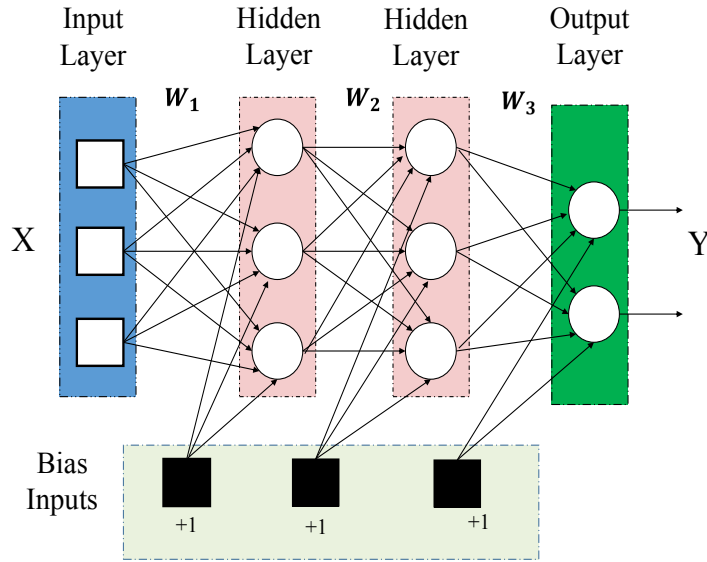 Input
Layer
Hidden
Layer
Hidden
Layer
Output
Layer
W₁
W₂
W₃
X
Y
Bias
Inputs
+1
+1
+1